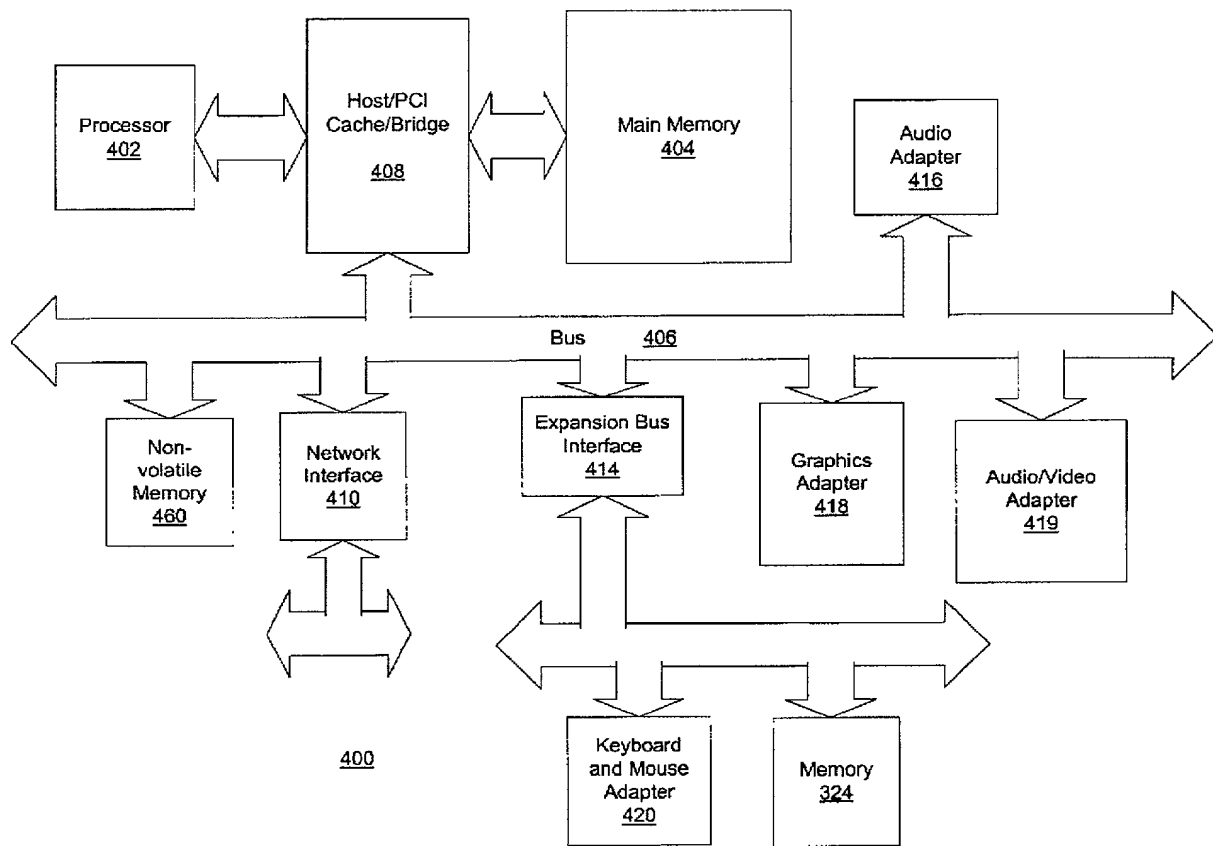 Processor
402
Host/PCI
Cache/Bridge
408
Main Memory
404
Audio
Adapter
416
Bus 406
Non-
volatile
Memory
460
Network
Interface
410
Expansion Bus
Interface
414
Graphics
Adapter
418
Audio/Video
Adapter
419
400
Keyboard
and Mouse
Adapter
420
Memory
324